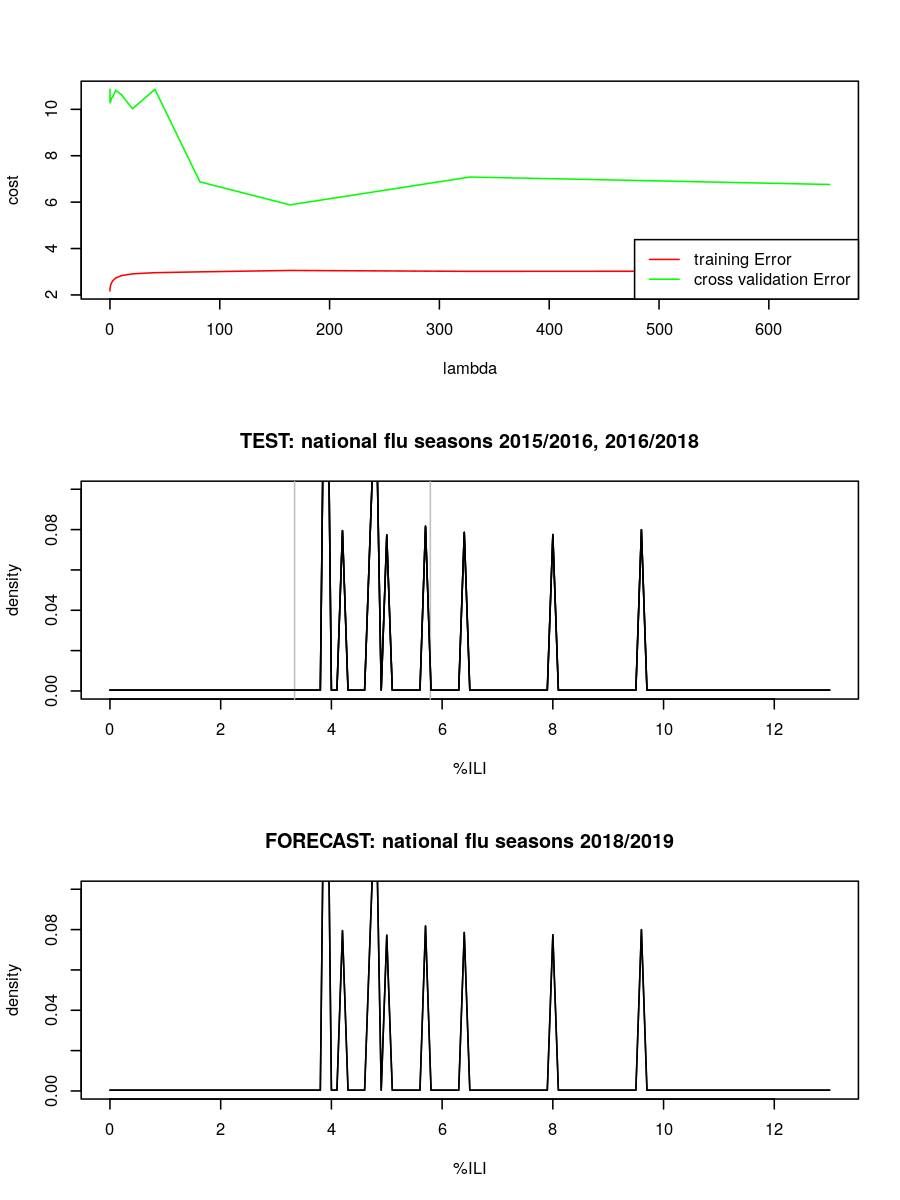 cost
10
8
6
4
2
training Error
cross validation Error
0 100 200 300 400 500 600
lambda
TEST: national flu seasons 2015/2016, 2016/2018
density
0.08
0.04
0.00
0 2 4 6 8 10 12
%ILI
FORECAST: national flu seasons 2018/2019
density
0.08
0.04
0.00
0 2 4 6 8 10 12
%ILI